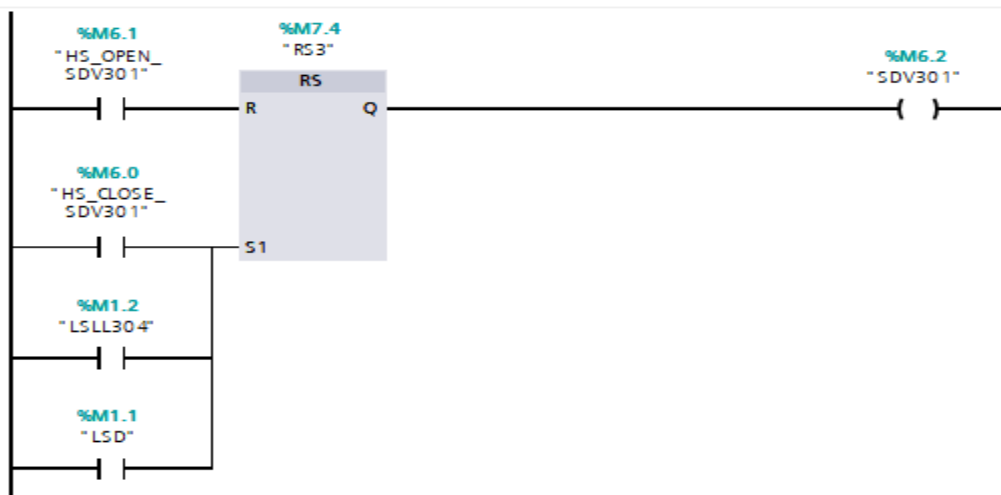 %M6.1
"HS_OPEN_
SDV301"
%M7.4
"RS3"
RS
R
Q
%M6.2
"SDV301"
%M6.0
"HS_CLOSE_
SDV301"
S1
%M1.2
"LSLL304"
%M1.1
"LSD"